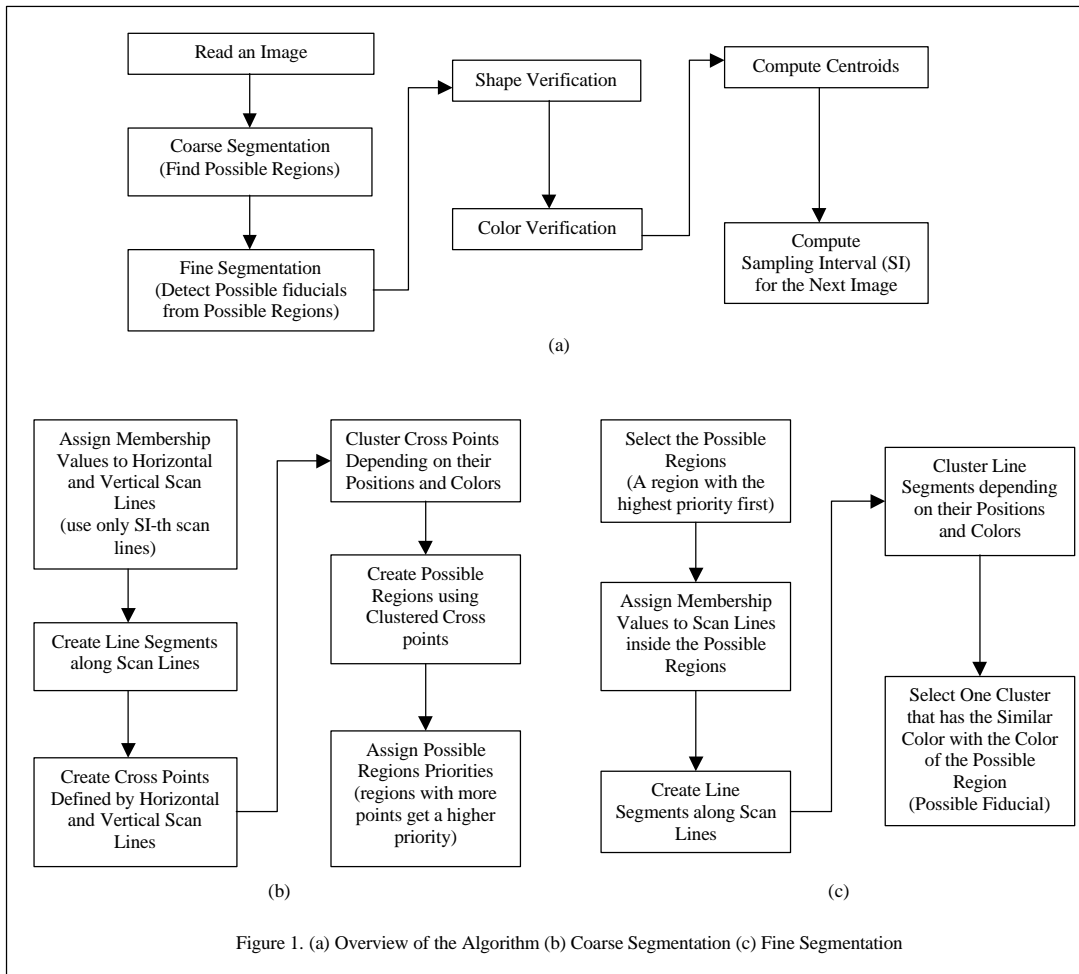 Read an Image
Coarse Segmentation
(Find Possible Regions)
Fine Segmentation
(Detect Possible fiducials
from Possible Regions)
Shape Verification
Color Verification
Compute Centroids
Compute
Sampling Interval (SI)
for the Next Image
(a)
Assign Membership
Values to Horizontal
and Vertical Scan
Lines
(use only SI-th scan
lines)
Create Line Segments
along Scan Lines
Create Cross Points
Defined by Horizontal
and Vertical Scan
Lines
Cluster Cross Points
Depending on their
Positions and Colors
Create Possible
Regions using
Clustered Cross
points
Assign Possible
Regions Priorities
(regions with more
points get a higher
priority)
(b)
Select the Possible
Regions
(A region with the
highest priority first)
Assign Membership
Values to Scan Lines
inside the Possible
Regions
Create Line
Segments along Scan
Lines
Cluster Line
Segments depending
on their Positions
and Colors
Select One Cluster
that has the Similar
Color with the Color
of the Possible
Region
(Possible Fiducial)
(c)
Figure 1. (a) Overview of the Algorithm (b) Coarse Segmentation (c) Fine Segmentation